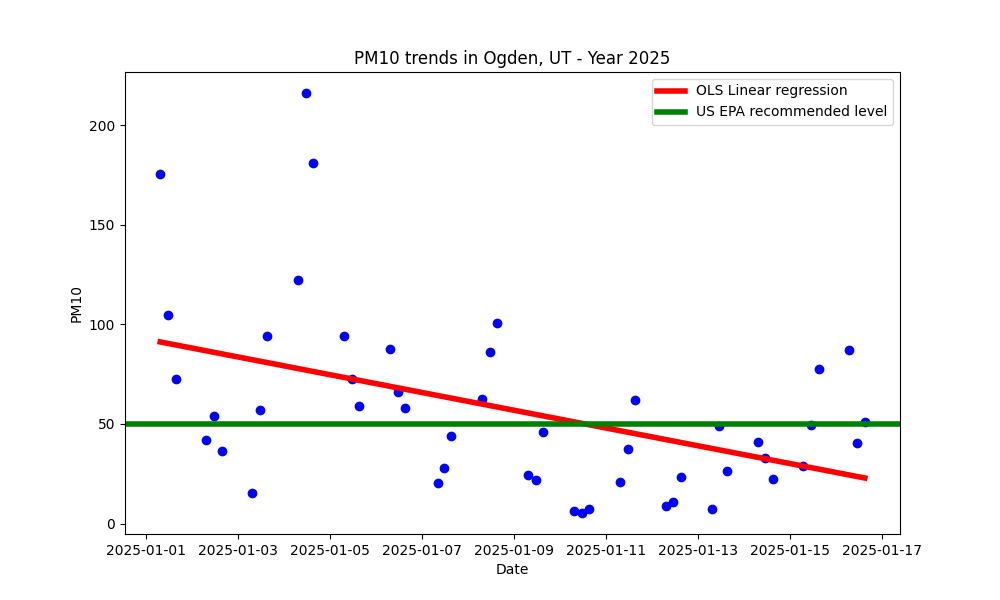 PM10 trends in Ogden, UT - Year 2025
OLS Linear regression
US EPA recommended level
PM10
200
150
100
50
0
2025-01-01 2025-01-03 2025-01-05 2025-01-07 2025-01-09 2025-01-11 2025-01-13 2025-01-15 2025-01-17
Date